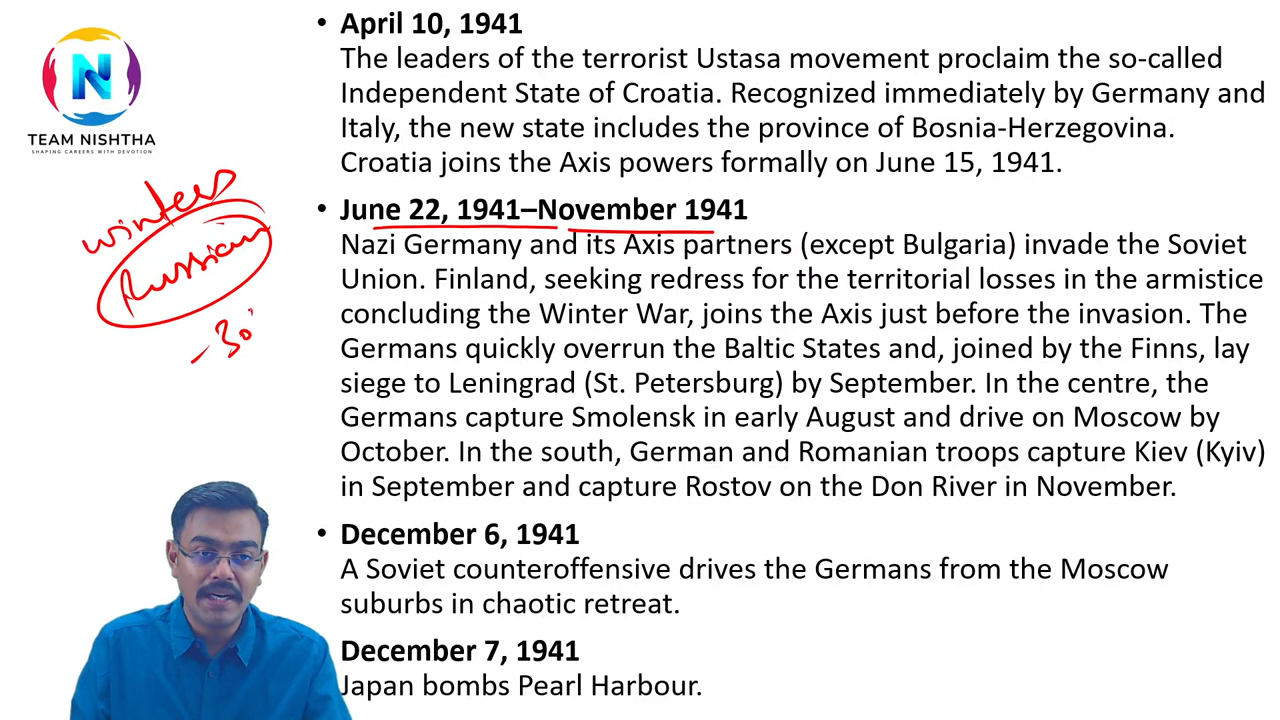 TEAM NISHTHA
SHAPING CAREERS WITH DEVOTION
winters
Russian
-30°
• April 10, 1941
The leaders of the terrorist Ustasa movement proclaim the so-called
Independent State of Croatia. Recognized immediately by Germany and
Italy, the new state includes the province of Bosnia-Herzegovina.
Croatia joins the Axis powers formally on June 15, 1941.
• June 22, 1941–November 1941
Nazi Germany and its Axis partners (except Bulgaria) invade the Soviet
Union. Finland, seeking redress for the territorial losses in the armistice
concluding the Winter War, joins the Axis just before the invasion. The
Germans quickly overrun the Baltic States and, joined by the Finns, lay
siege to Leningrad (St. Petersburg) by September. In the centre, the
Germans capture Smolensk in early August and drive on Moscow by
October. In the south, German and Romanian troops capture Kiev (Kyiv)
in September and capture Rostov on the Don River in November.
• December 6, 1941
A Soviet counteroffensive drives the Germans from the Moscow
suburbs in chaotic retreat.
December 7, 1941
Japan bombs Pearl Harbour.